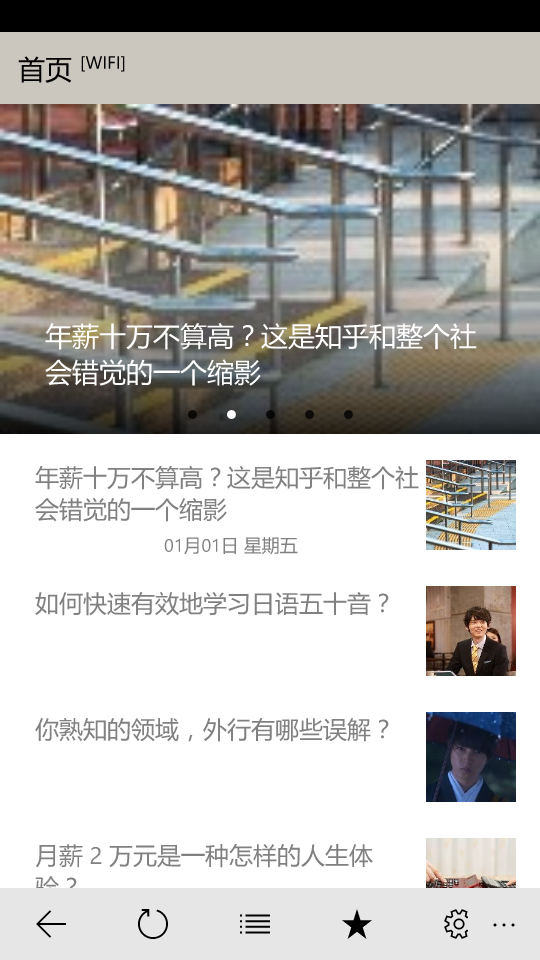 首页 [WIFI]
年薪十万不算高？这是知乎和整个社
会错觉的一个缩影
年薪十万不算高？这是知乎和整个社
会错觉的一个缩影
01月01日 星期五
如何快速有效地学习日语五十音？
你熟知的领域，外行有哪些误解？
月薪 2 万元是一种怎样的人生体
验？